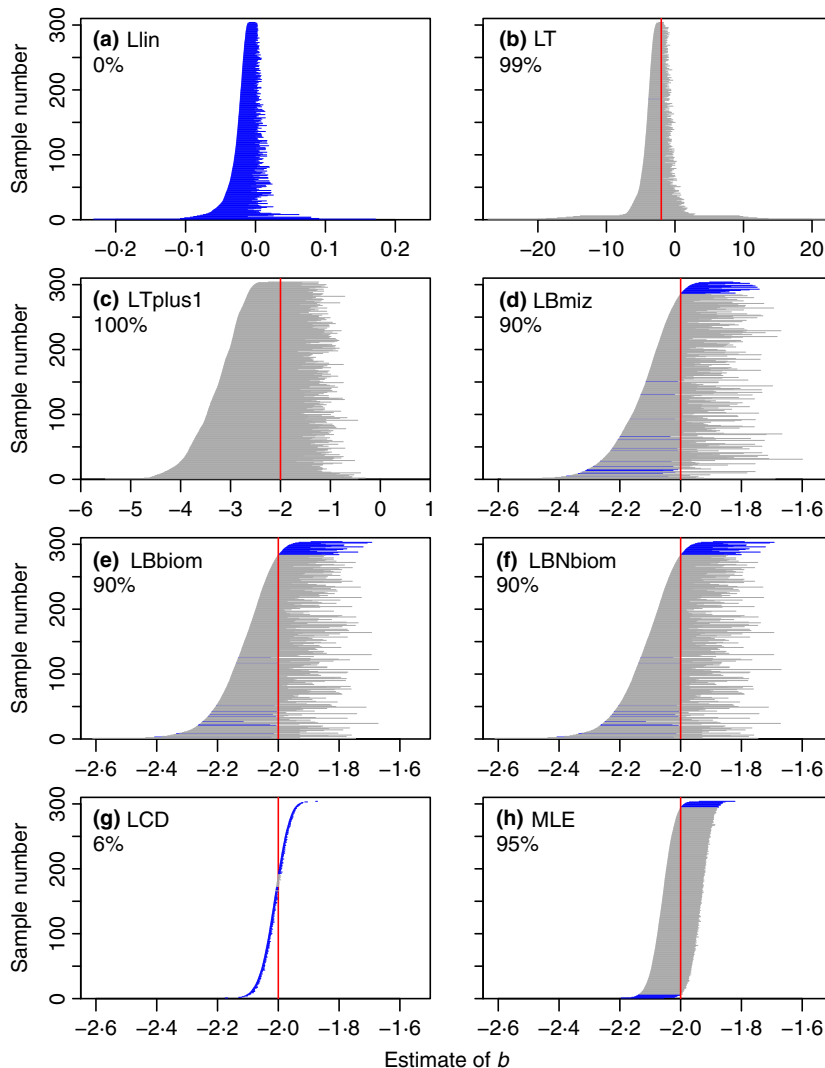 (a) Llin
0%
(b) LT
99%
Sample number
0 100 200 300
−0·2 −0·1 0·0 0·1 0·2
−20 −10 0 10 20
(c) LTplus1
100%
(d) LBmiz
90%
Sample number
0 100 200 300
−6 −5 −4 −3 −2 −1 0 1
−2·6 −2·4 −2·2 −2·0 −1·8 −1·6
(e) LBbiom
90%
(f) LBNbiom
90%
Sample number
0 100 200 300
−2·6 −2·4 −2·2 −2·0 −1·8 −1·6
−2·6 −2·4 −2·2 −2·0 −1·8 −1·6
(g) LCD
6%
(h) MLE
95%
Sample number
0 100 200 300
−2·6 −2·4 −2·2 −2·0 −1·8 −1·6
−2·6 −2·4 −2·2 −2·0 −1·8 −1·6
Estimate of b